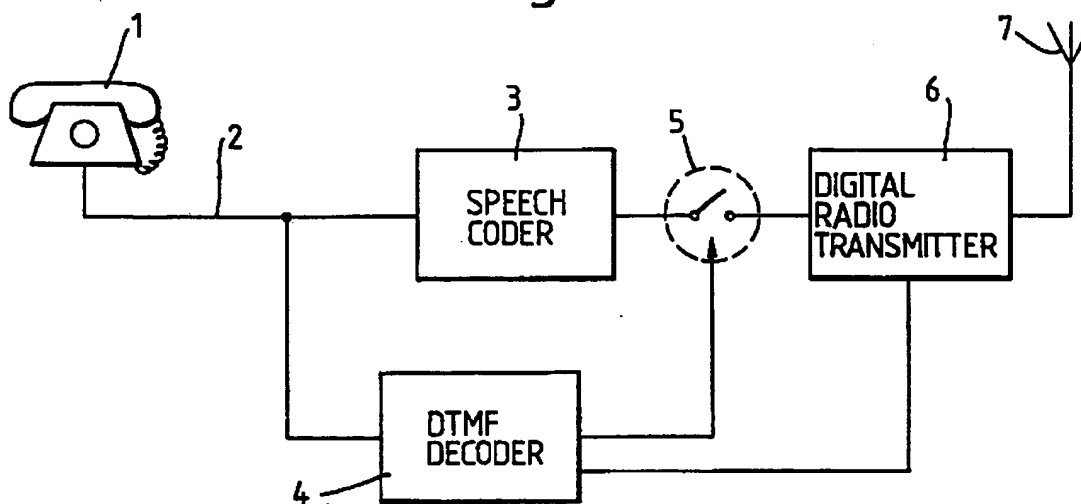 1
2
3
SPEECH
CODER
5
6
DIGITAL
RADIO
TRANSMITTER
7
DTMF
DECODER
4